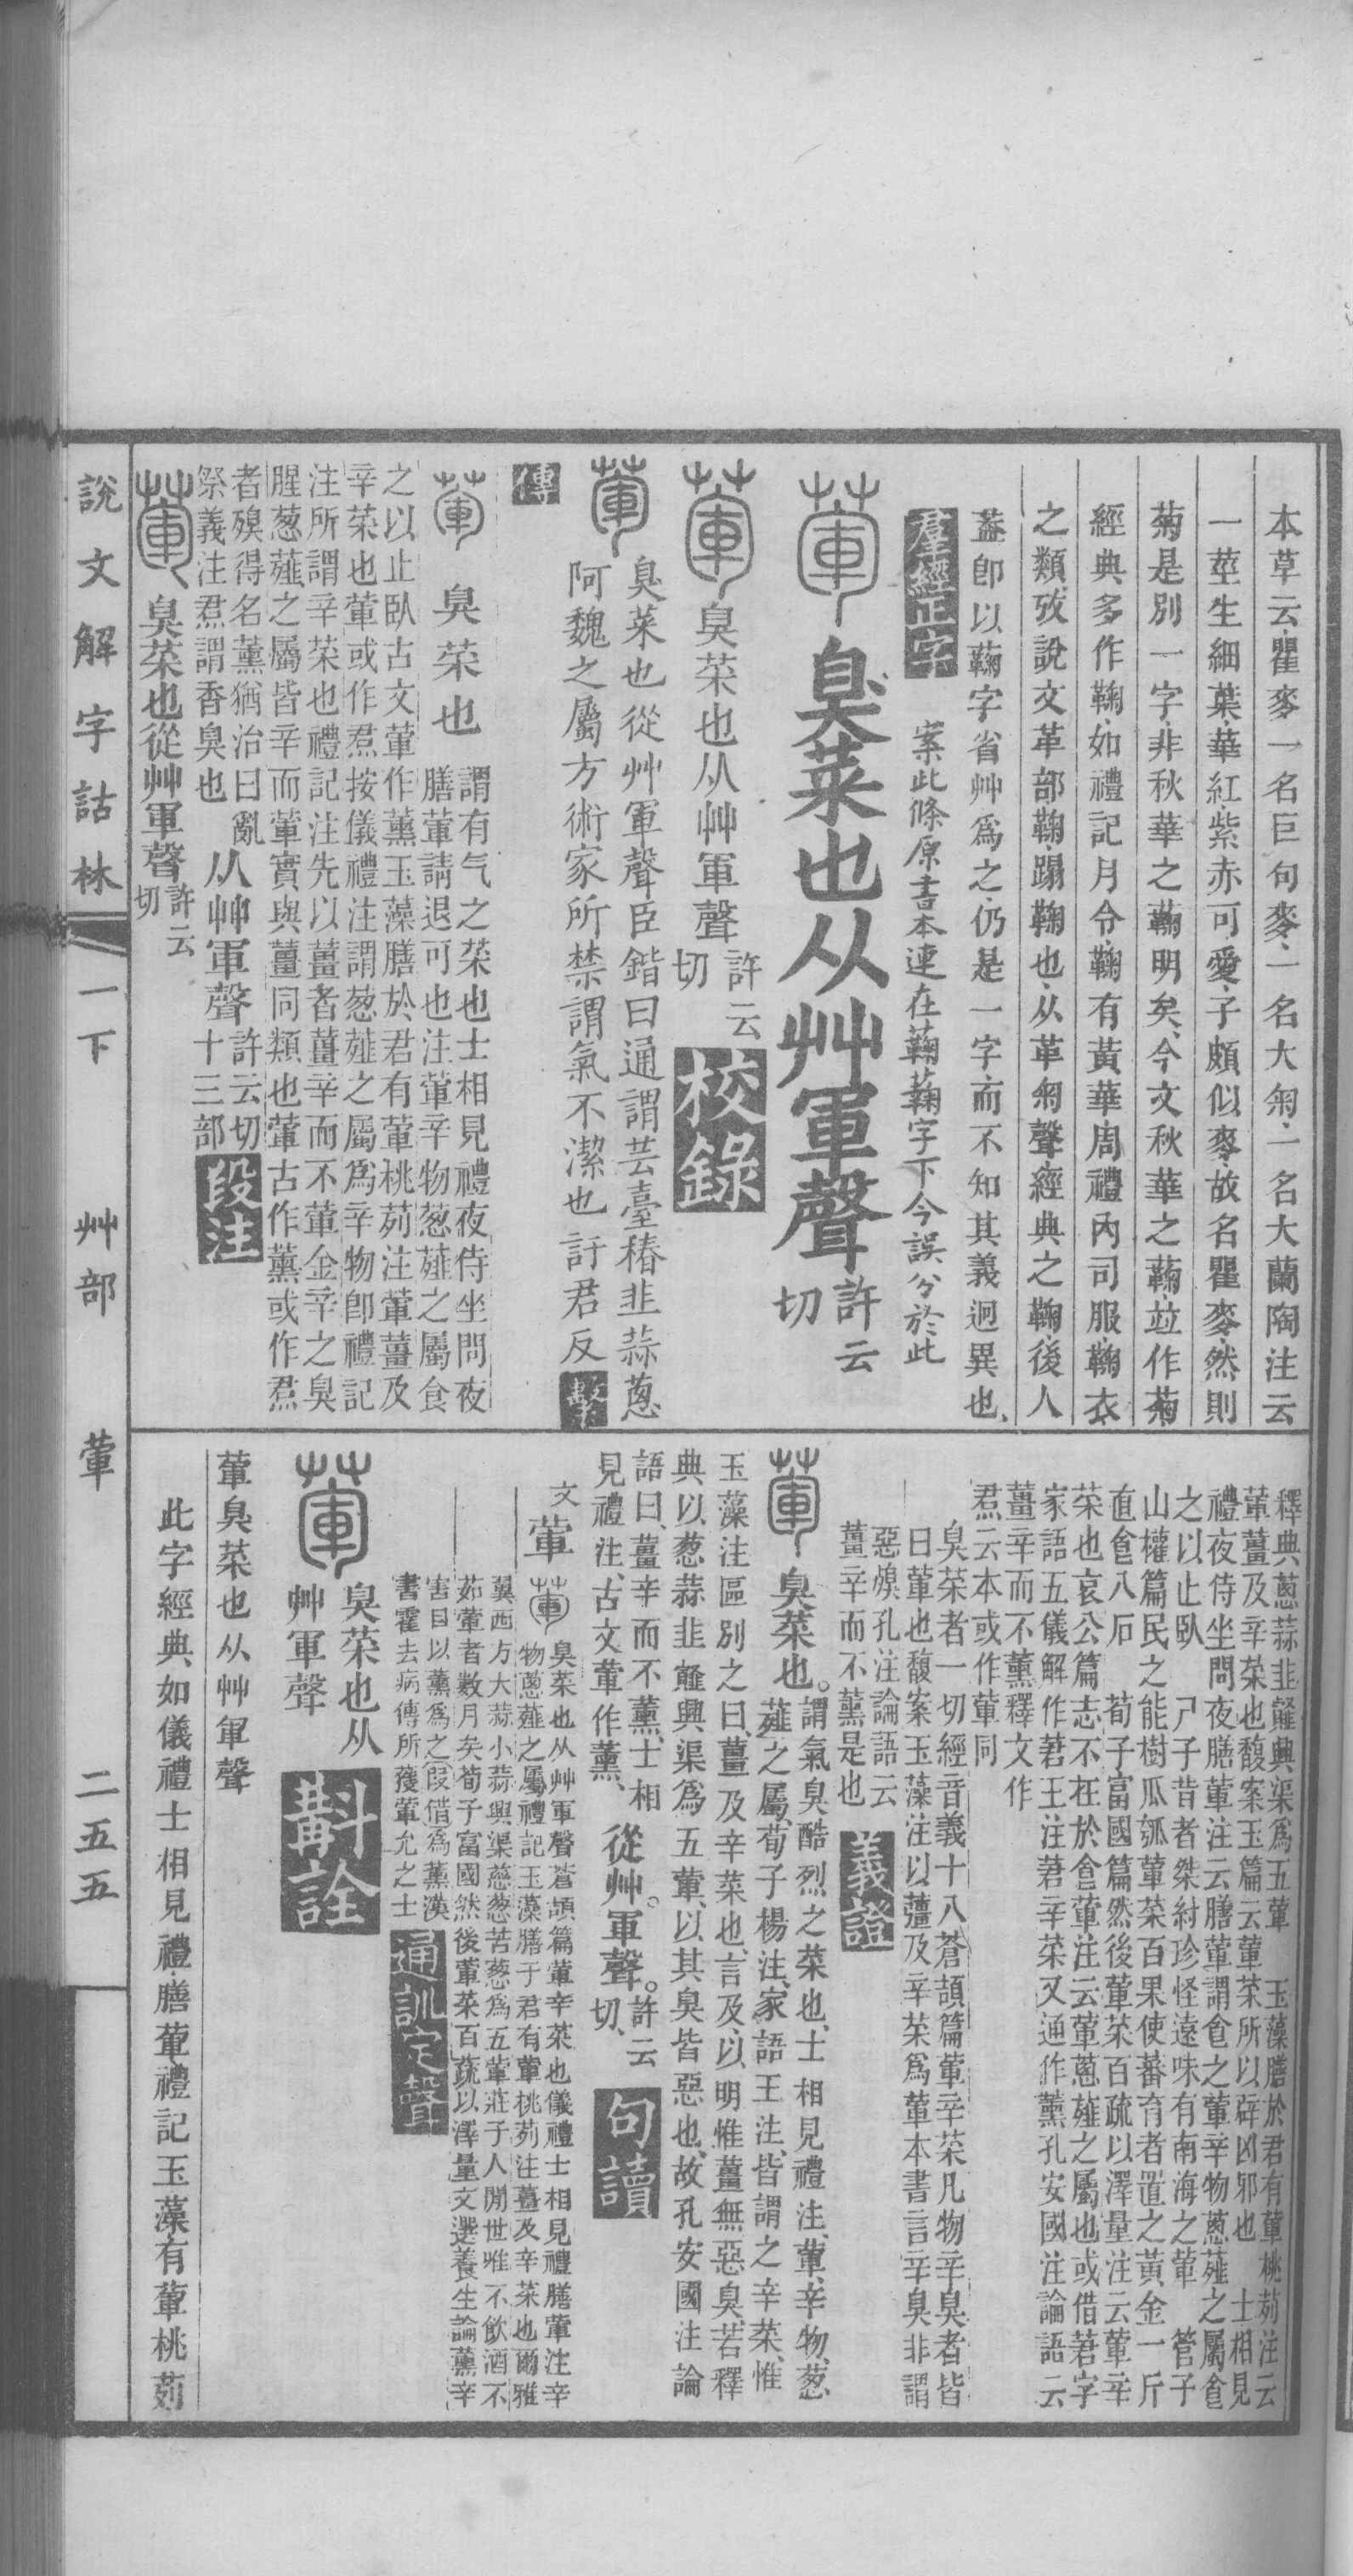 本草云瞿麥一名巨句麥一名大菊一名大蘭陶注云
一莖生細葉華紅紫赤可愛子頗似麥故名瞿麥然則
菊是別一字非秋華之蘜明矣今文秋華之蘜竝作菊
經典多作鞠如禮記月令鞠有黃華周禮內司服鞠衣
之類攷說文革部鞠蹋鞠也从革匊聲經典之鞠後人
葢卽以蘜字省艸爲之仍是一字而不知其義迥異也
羣經正字
案此條原書本連在蘜字下今誤分於此
葷 臭菜也从艸軍聲 許云切
葷 臭菜也从艸軍聲 許云切 校錄
葷 臭菜也從艸軍聲臣鍇曰通謂芸臺椿韭蒜蔥
阿魏之屬方術家所禁謂氣不潔也訏君反 繫
傳
葷 臭菜也 謂有气之菜也士相見禮夜侍坐問夜
膳葷請退可也注葷辛物葱薤之屬食
之以止臥古文葷作薰玉藻膳於君有葷桃茢注葷薑及
辛菜也葷或作焄按儀禮注謂葱薤之屬爲辛物卽禮記
注所謂辛菜也禮記注先以薑者薑辛而不葷金辛之臭
腥葱薤之屬皆辛而葷實與薑同類也葷古作薰或作焄
者殠得名薰猶治曰亂
祭義注焄謂香臭也 从艸軍聲 許云切十三部 段注
葷 臭菜也從艸軍聲 許云切
釋典蔥蒜韭䪥興渠爲五葷 玉藻膳於君有葷桃茢注云
葷薑及辛菜也馥案玉篇云葷菜所以辟凶邪也 士相見
禮夜侍坐問夜膳葷注云膳葷謂食之葷辛物蔥薤之屬食
之以止臥 尸子昔者桀紂珍怪遠味有南海之葷 管子
山權篇民之能樹瓜瓠葷菜百果使蕃育者置之黃金一斤
直食八石 荀子富國篇然後葷菜百疏以澤量注云葷辛
菜也哀公篇志不在於食葷注云葷蔥薤之屬也或借焄字
家語五儀解作焄王注焄辛菜又通作薰孔安國注論語云
薑辛而不薰釋文作
焄云本或作葷同
臭菜者一切經音義十八蒼頡篇葷辛菜凡物辛臭者皆
曰葷也馥案玉藻注以薑及辛菜爲葷本書言辛臭非謂
惡殠孔注論語云
薑辛而不薰是也 義證
葷 臭菜也。謂氣臭酷烈之菜也、士相見禮注、葷、辛物、葱
薤之屬、荀子楊注、家語王注、皆謂之辛菜、惟
玉藻注區別之曰、薑及辛菜也、言及、以明惟薑無惡臭、若釋
典以葱蒜韭䪥興渠爲五葷、以其臭皆惡也、故孔安國注論
語曰、薑辛而不薰、士相
見禮注、古文葷作薰、 從艸。軍聲。許云切、 句讀
文 葷 葷 臭菜也从艸軍聲蒼頡篇葷辛菜也儀禮士相見禮膳葷注辛
物蔥薤之屬禮記玉藻膳于君有葷桃茢注薑及辛菜也爾雅
翼西方大蒜小蒜興渠慈葱苦葱爲五葷莊子人閒世唯不飲酒不
茹葷者數月矣荀子富國然後葷菜百疏以澤量文選養生論薰辛
害目以薰爲之段借爲薰漢
書霍去病傳所獲葷允之士 通訓定聲
葷 臭菜也从
艸軍聲 斠詮
葷臭菜也从艸軍聲
此字經典如儀禮士相見禮膳葷禮記玉藻有葷桃茢
說文解字詁林 一下 艸部 葷 二五五